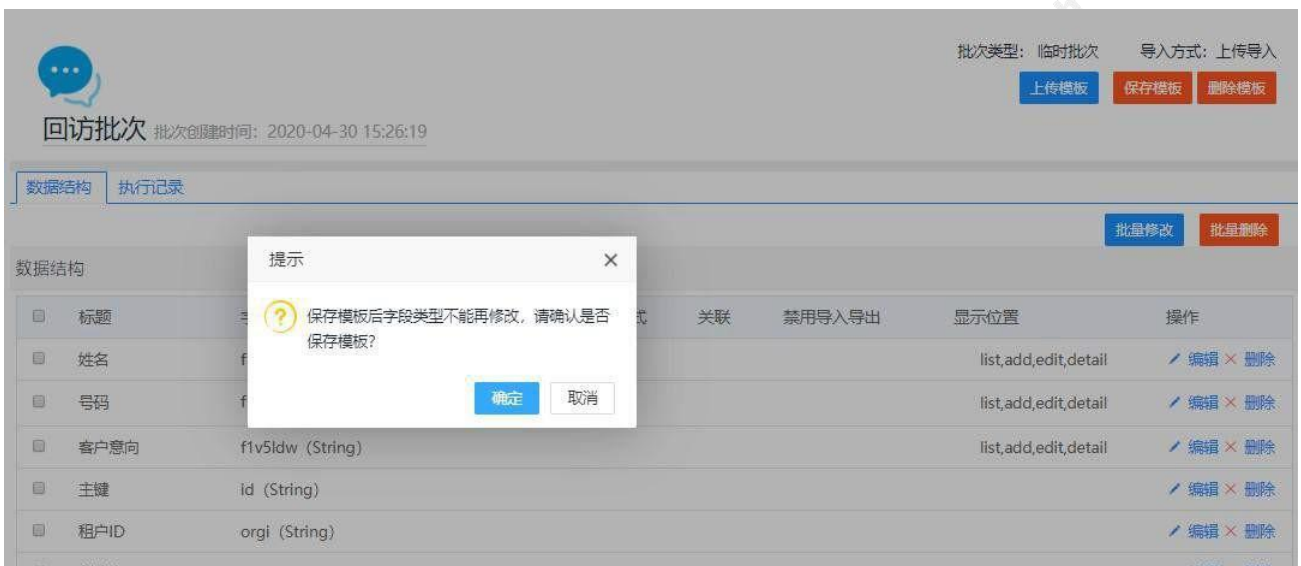 批次类型: 临时批次 导入方式: 上传导入
上传模板 保存模板 删除模板
回访批次 批次创建时间: 2020-04-30 15:26:19
数据结构 执行记录
批量修改 批量删除
数据结构
提示
保存模板后字段类型不能再修改, 请确认是否
保存模板?
确定 取消
标题 关联 禁用导入导出 显示位置 操作
姓名 list,add,edit,detail 编辑 删除
号码 list,add,edit,detail 编辑 删除
客户意向 f1v5ldw (String) list,add,edit,detail 编辑 删除
主键 id (String) 编辑 删除
租户ID orgi (String) 编辑 删除